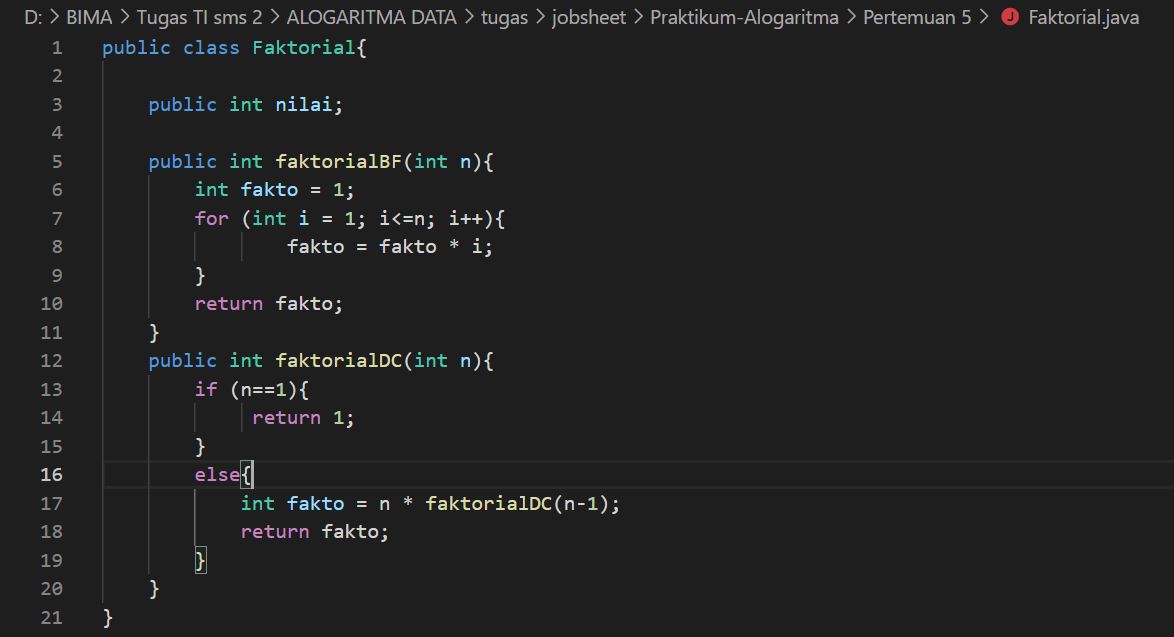 D: > BIMA > Tugas TI sms 2 > ALOGARITMA DATA > tugas > jobsheet > Praktikum-Alogaritma > Pertemuan 5 > J Faktorial.java
1 public class Faktorial{
2
3     public int nilai;
4
5     public int faktorialBF(int n){
6         int fakto = 1;
7         for (int i = 1; i<=n; i++){
8                 fakto = fakto * i;
9         }
10         return fakto;
11     }
12     public int faktorialDC(int n){
13         if (n==1){
14              return 1;
15         }
16         else{
17             int fakto = n * faktorialDC(n-1);
18             return fakto;
19         }
20     }
21 }